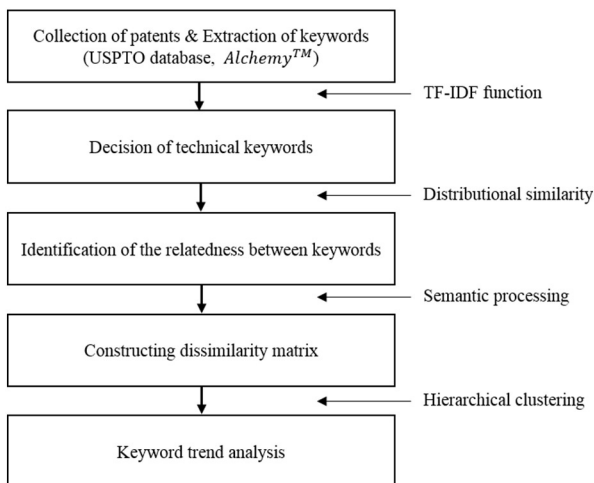 Collection of patents & Extraction of keywords
(USPTO database, Alchemy™)
TF-IDF function
Decision of technical keywords
Distributional similarity
Identification of the relatedness between keywords
Semantic processing
Constructing dissimilarity matrix
Hierarchical clustering
Keyword trend analysis